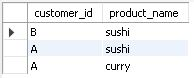 customer_id product_name
B sushi
A sushi
A curry